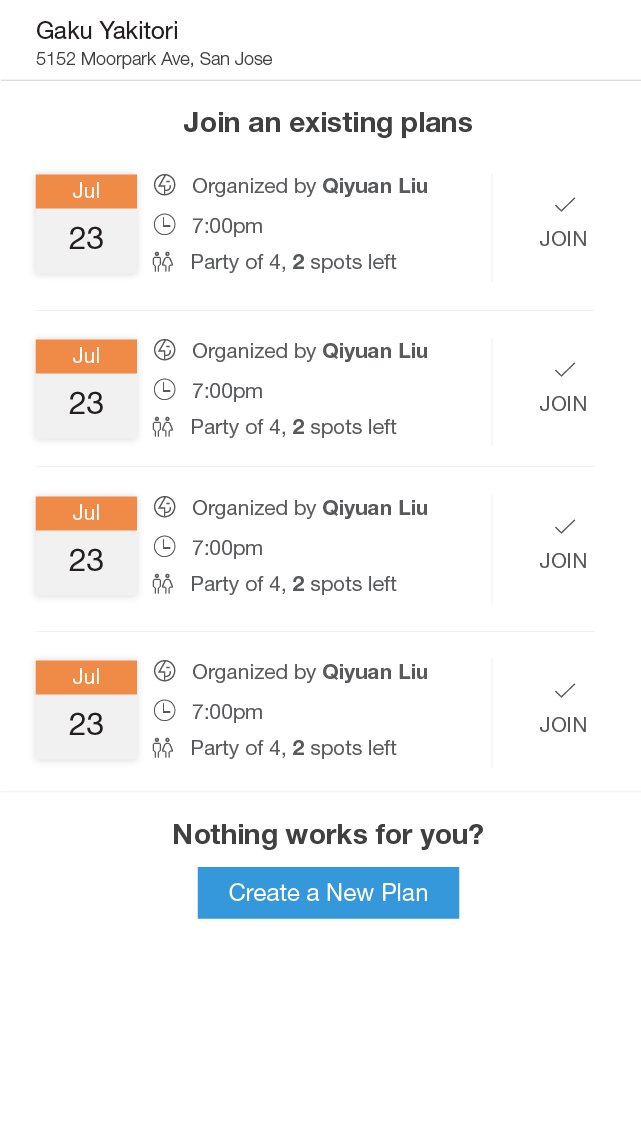 Gaku Yakitori
5152 Moorpark Ave, San Jose
Join an existing plans
Jul
23
Organized by Qiyuan Liu
7:00pm
Party of 4, 2 spots left
JOIN
Jul
23
Organized by Qiyuan Liu
7:00pm
Party of 4, 2 spots left
JOIN
Jul
23
Organized by Qiyuan Liu
7:00pm
Party of 4, 2 spots left
JOIN
Jul
23
Organized by Qiyuan Liu
7:00pm
Party of 4, 2 spots left
JOIN
Nothing works for you?
Create a New Plan